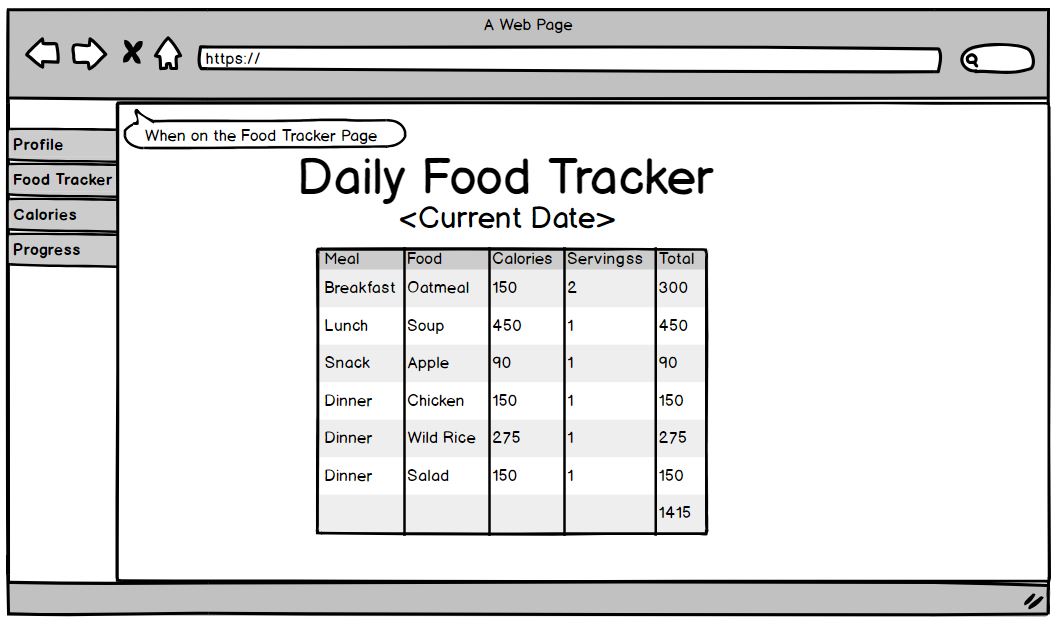 A Web Page
https://
Profile
Food Tracker
Calories
Progress
When on the Food Tracker Page
Daily Food Tracker
<Current Date>
Meal Food Calories Servingss Total
Breakfast Oatmeal 150 2 300
Lunch Soup 450 1 450
Snack Apple 90 1 90
Dinner Chicken 150 1 150
Dinner Wild Rice 275 1 275
Dinner Salad 150 1 150
1415